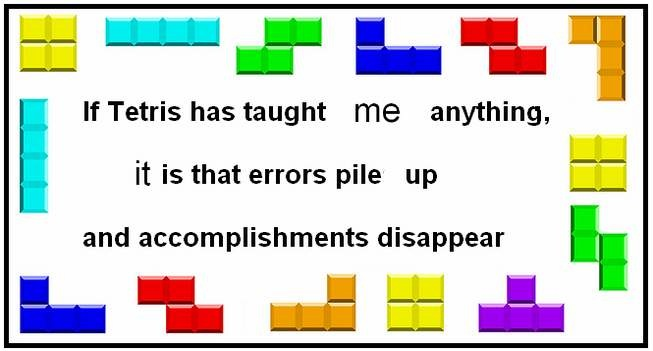 If Tetris has taught me anything,
it is that errors pile up
and accomplishments disappear